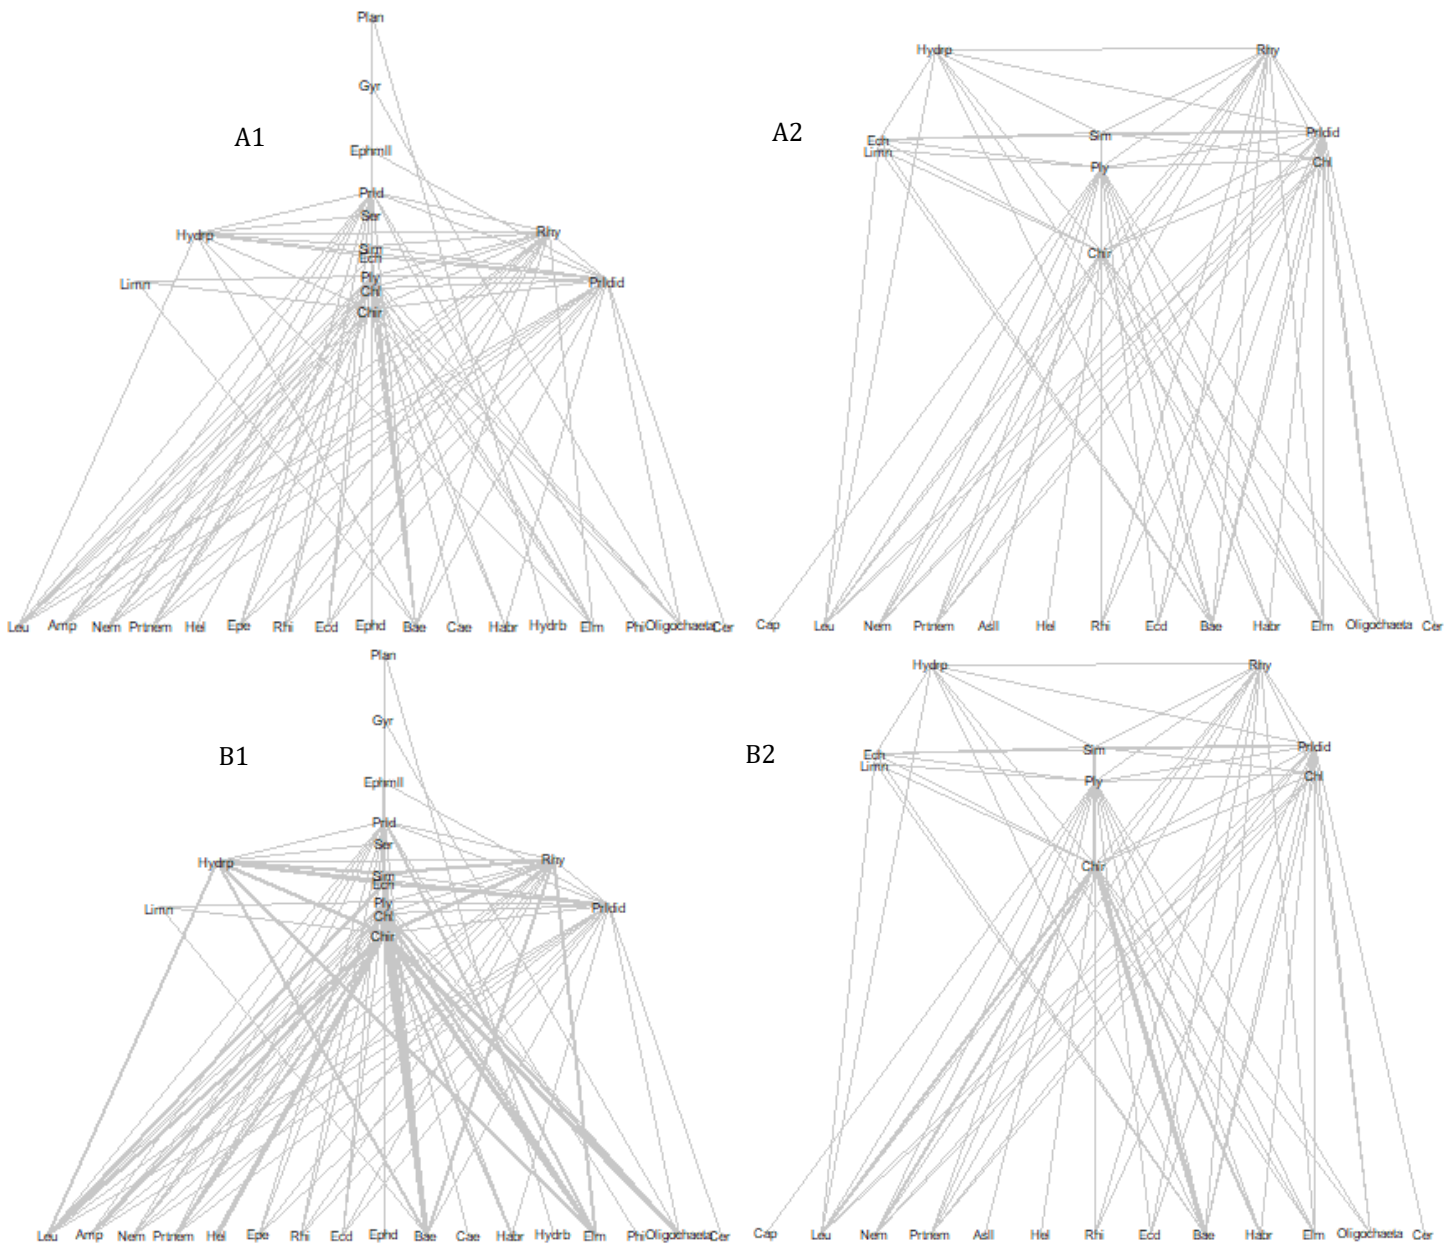 A1
Plan
Gyr
Ephmll
Prld
Ser
Hydrp
Rhy
Sim
Ech
Ply
Chl
Limn
Prldid
Chir
Leu Amp Nem Prtnem Hel Epe Rhi Ecd Ephd Bae Cae Habr Hydrb Elm Phi Oligochaeta Cer
A2
Hydrp Rhy
Ech Sim Prldid
Limn
Ply Chl
Chir
Cap Leu Nem Prtnem Asll Hel Rhi Ecd Bae Habr Elm Oligochaeta Cer
B1
Plan
Gyr
Ephmll
Prld
Ser
Hydrp
Rhy
Sim
Ech
Ply
Chl
Limn
Prldid
Chir
Leu Amp Nem Prtnem Hel Epe Rhi Ecd Ephd Bae Cae Habr Hydrb Elm Phi Oligochaeta Cer
B2
Hydrp Rhy
Ech Sim Prldid
Limn
Ply Chl
Chir
Cap Leu Nem Prtnem Asll Hel Rhi Ecd Bae Habr Elm Oligochaeta Cer